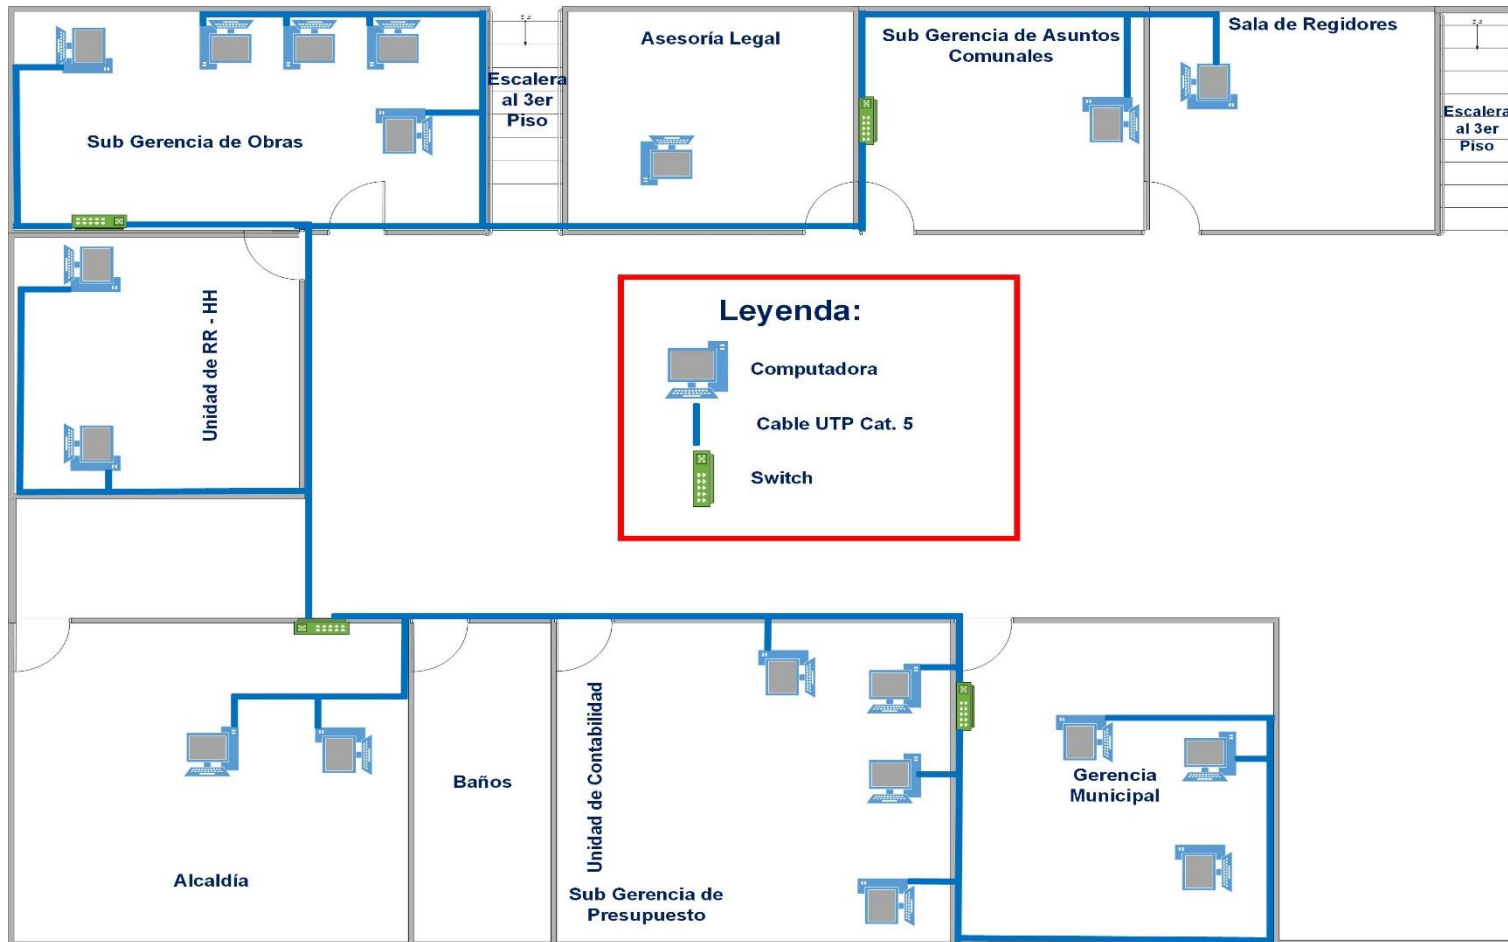 Sub Gerencia de Obras
Escalera
al 3er
Piso
Asesoría Legal
Sub Gerencia de Asuntos
Comunales
Sala de Regidores
Escalera
al 3er
Piso
Unidad de RR - HH
Leyenda:
Computadora
Cable UTP Cat. 5
Switch
Alcaldía
Baños
Unidad de Contabilidad
Sub Gerencia de
Presupuesto
Gerencia
Municipal